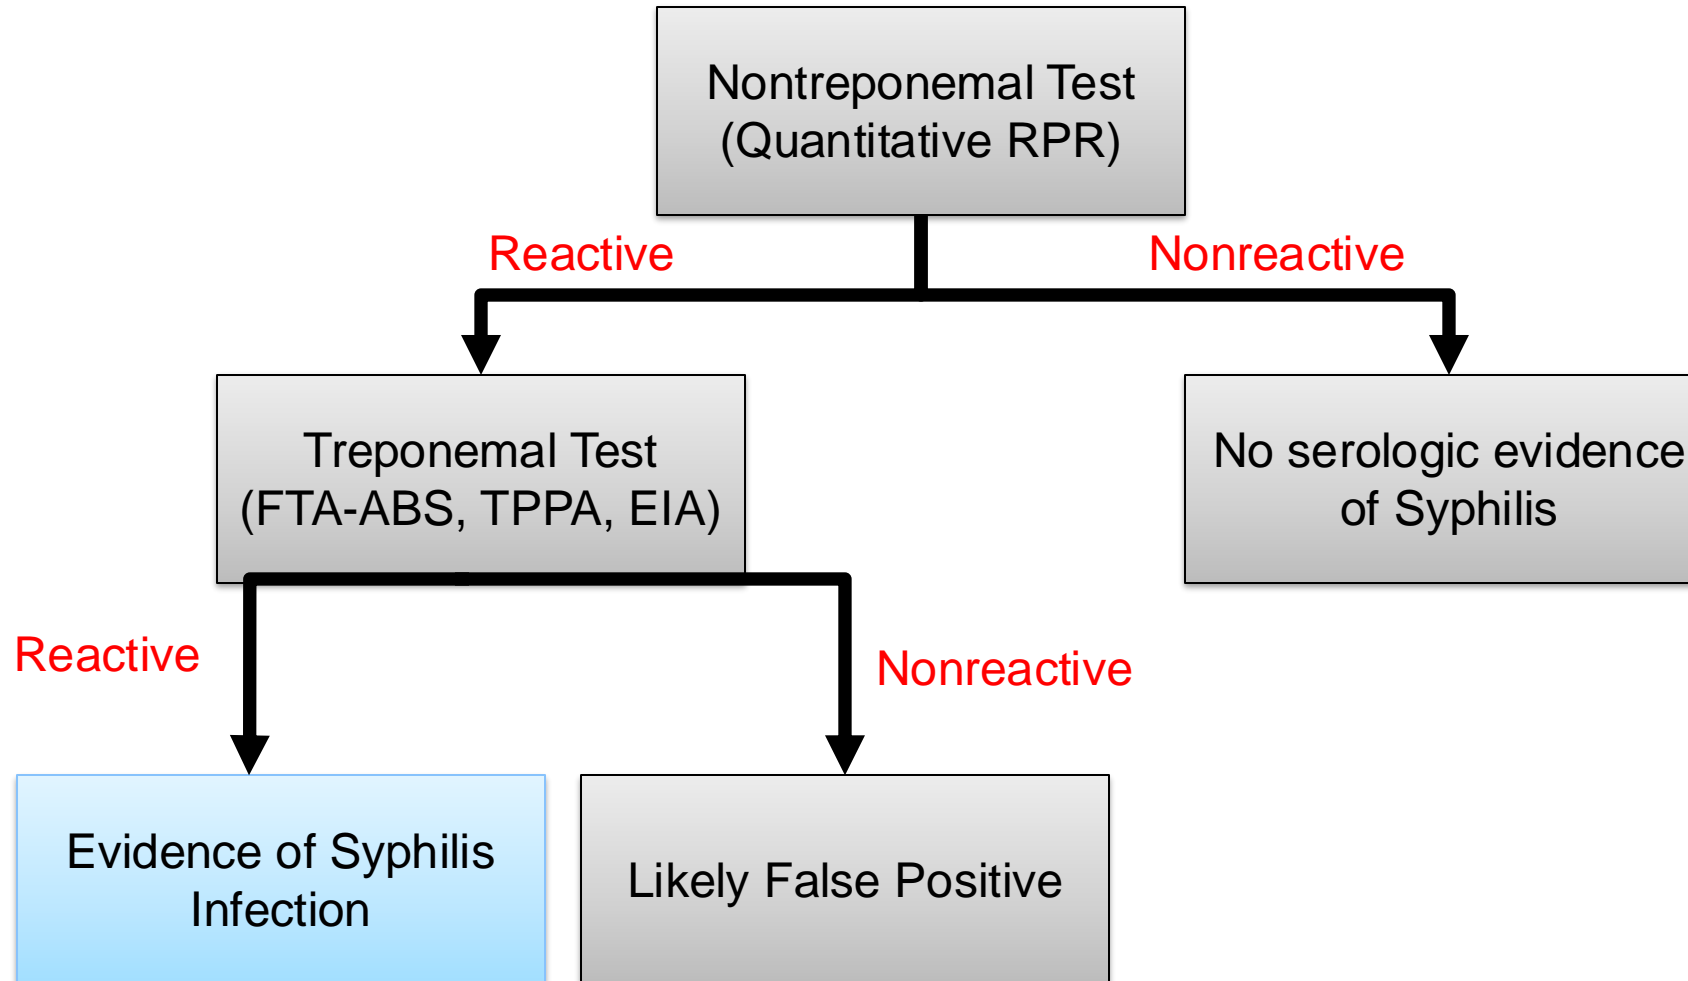 Nontreponemal Test
(Quantitative RPR)
Reactive
Nonreactive
Treponemal Test
(FTA-ABS, TPPA, EIA)
No serologic evidence
of Syphilis
Reactive
Nonreactive
Evidence of Syphilis
Infection
Likely False Positive